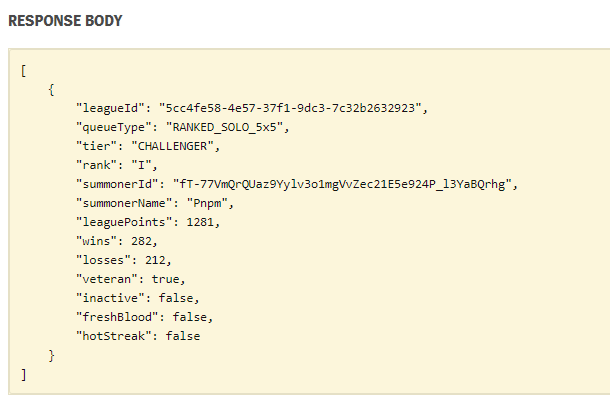 RESPONSE BODY
[
    {
        "leagueId": "5cc4fe58-4e57-37f1-9dc3-7c32b2632923",
        "queueType": "RANKED_SOLO_5x5",
        "tier": "CHALLENGER",
        "rank": "I",
        "summonerId": "fT-77VmQrQUaz9Yylv3o1mgVvZec21E5e924P_l3YaBQrhg",
        "summonerName": "Pnpm",
        "leaguePoints": 1281,
        "wins": 282,
        "losses": 212,
        "veteran": true,
        "inactive": false,
        "freshBlood": false,
        "hotStreak": false
    }
]